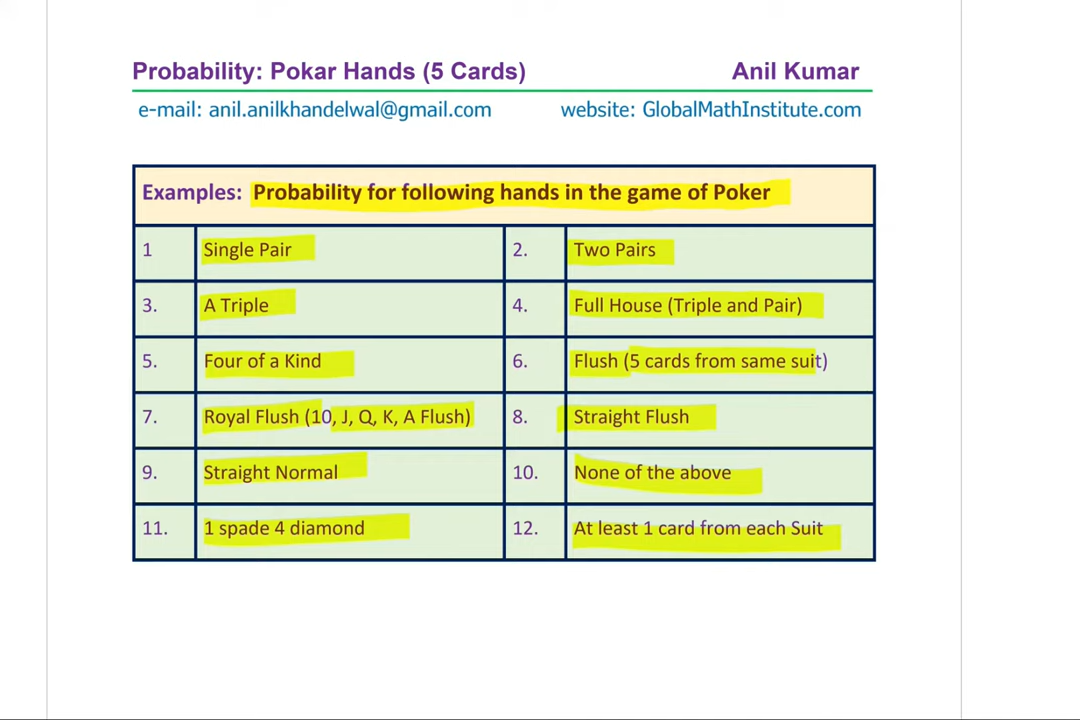 Probability: Pokar Hands (5 Cards) Anil Kumar
e-mail: anil.anilkhandelwal@gmail.com website: GlobalMathInstitute.com
Examples: Probability for following hands in the game of Poker
1 Single Pair 2. Two Pairs
3. A Triple 4. Full House (Triple and Pair)
5. Four of a Kind 6. Flush (5 cards from same suit)
7. Royal Flush (10, J, Q, K, A Flush) 8. Straight Flush
9. Straight Normal 10. None of the above
11. 1 spade 4 diamond 12. At least 1 card from each Suit